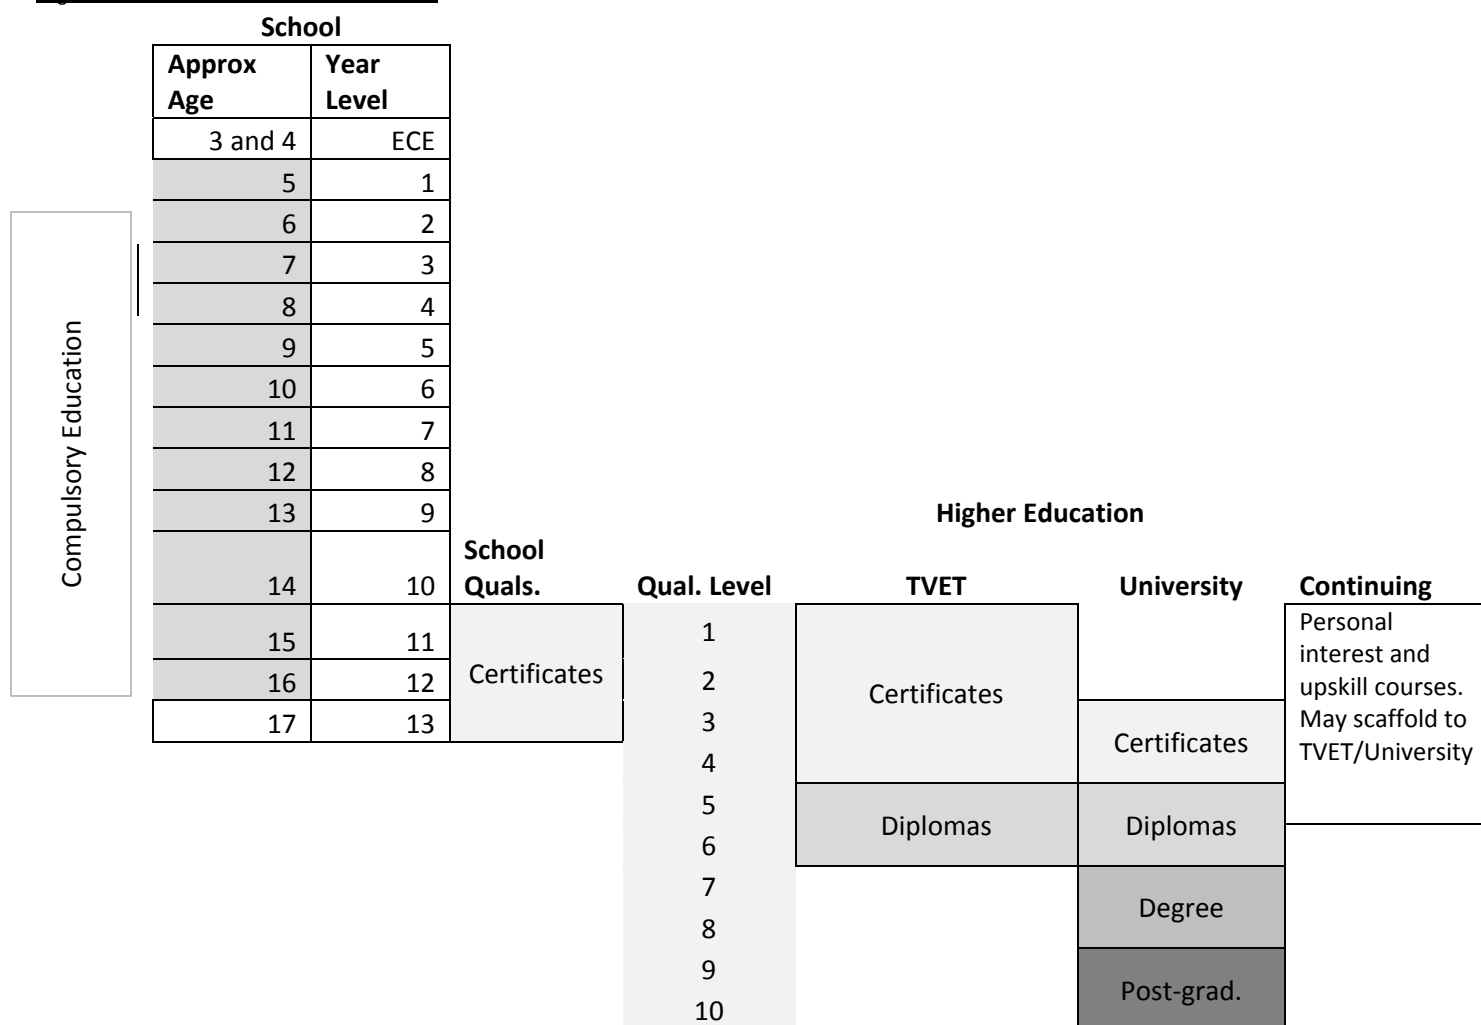 School
Approx Age Year Level
3 and 4 ECE
5 1
6 2
7 3
8 4
9 5
10 6
11 7
12 8
13 9
14 10
15 11
16 12
17 13
Compulsory Education
Higher Education
School Quals. Qual. Level TVET University Continuing
Certificates
1
2
3
4
5
6
7
8
9
10
Certificates
Diplomas
Certificates
Diplomas
Degree
Post-grad.
Personal
interest and
upskill courses.
May scaffold to
TVET/University